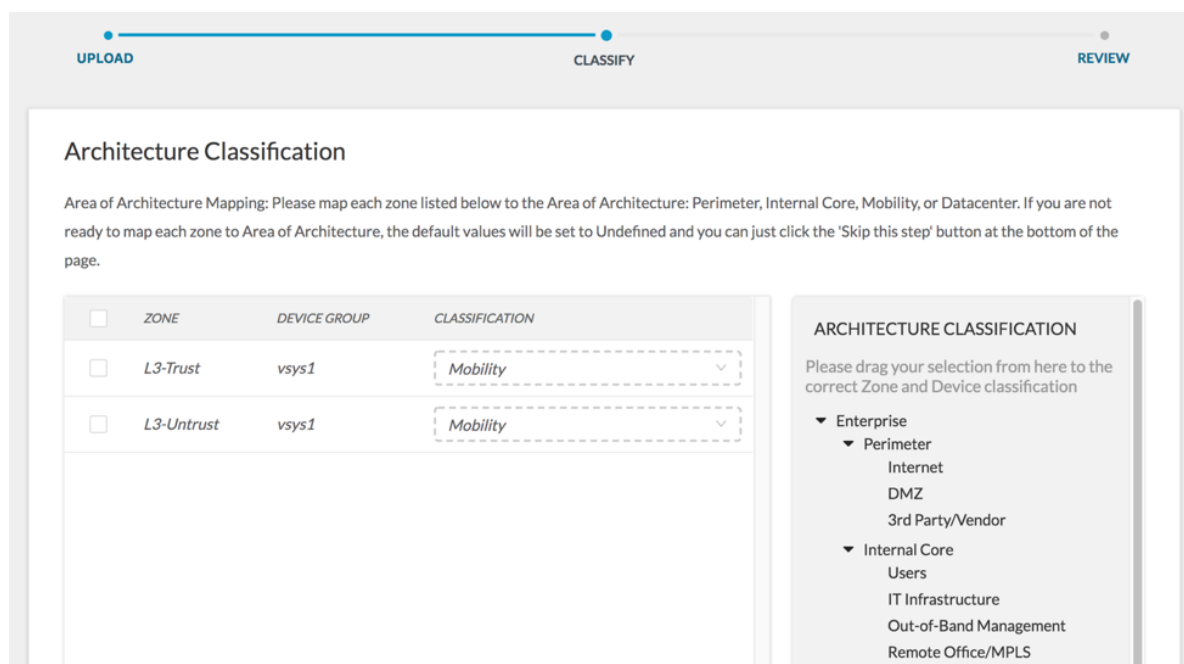 UPLOAD
CLASSIFY
REVIEW
Architecture Classification
Area of Architecture Mapping: Please map each zone listed below to the Area of Architecture: Perimeter, Internal Core, Mobility, or Datacenter. If you are not
ready to map each zone to Area of Architecture, the default values will be set to Undefined and you can just click the 'Skip this step' button at the bottom of the
page.
ZONE DEVICE GROUP CLASSIFICATION
L3-Trust vsys1 Mobility
L3-Untrust vsys1 Mobility
ARCHITECTURE CLASSIFICATION
Please drag your selection from here to the
correct Zone and Device classification
Enterprise
Perimeter
Internet
DMZ
3rd Party/Vendor
Internal Core
Users
IT Infrastructure
Out-of-Band Management
Remote Office/MPLS